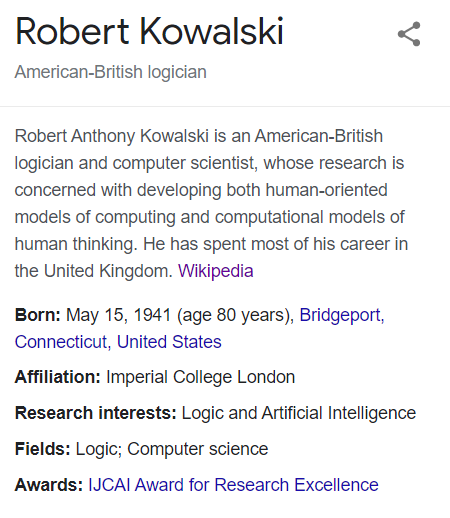 Robert Kowalski
American-British logician
Robert Anthony Kowalski is an American-British
logician and computer scientist, whose research is
concerned with developing both human-oriented
models of computing and computational models of
human thinking. He has spent most of his career in
the United Kingdom. Wikipedia
Born: May 15, 1941 (age 80 years), Bridgeport,
Connecticut, United States
Affiliation: Imperial College London
Research interests: Logic and Artificial Intelligence
Fields: Logic; Computer science
Awards: IJCAI Award for Research Excellence